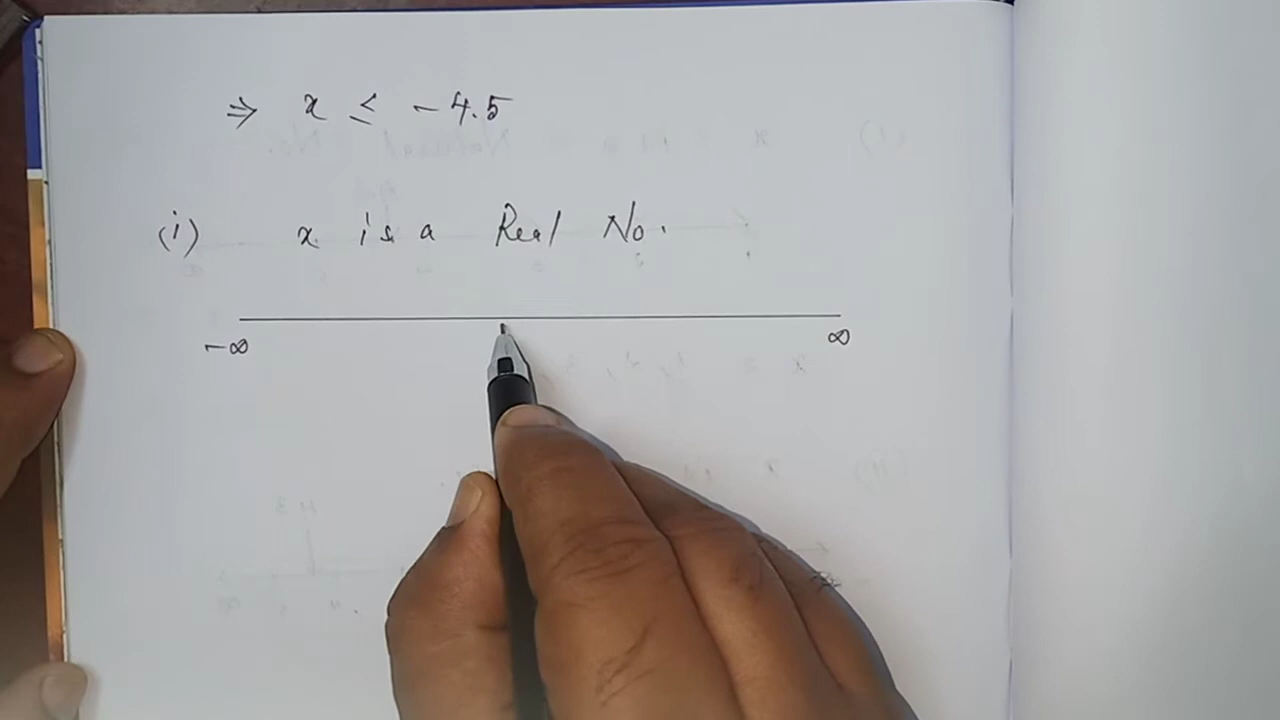 ⇒ x ≤ -4.5
(i) x is a Real No.
-∞ ∞